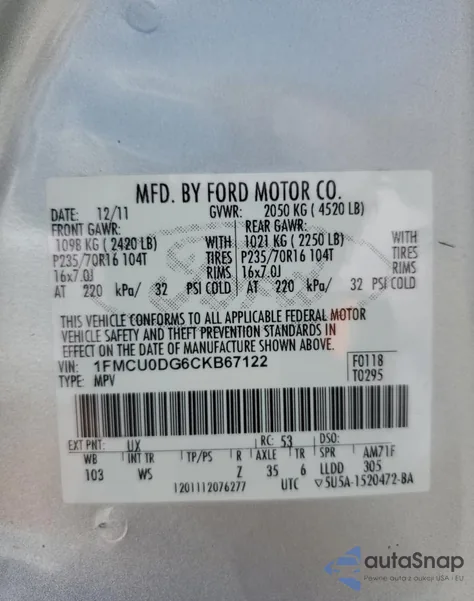 MFD. BY FORD MOTOR CO.
DATE: 12/11 GVWR: 2050 KG ( 4520 LB)
FRONT GAWR: REAR GAWR:
1098 KG ( 2420 LB) WITH 1021 KG ( 2250 LB) WITH
P235/70R16 104T TIRES P235/70R16 104T TIRES
16x7.0J RIMS 16x7.0J RIMS
AT 220 kPa/ 32 PSI COLD AT 220 kPa/ 32 PSI COLD
THIS VEHICLE CONFORMS TO ALL APPLICABLE FEDERAL MOTOR
VEHICLE SAFETY AND THEFT PREVENTION STANDARDS IN
EFFECT ON THE DATE OF MANUFACTURE SHOWN ABOVE.
VIN: 1FMCU0DG6CKB67122 F0118
TYPE: MPV T0295
EXT PNT: UX RC: 53 DSO:
WB INT TR TP/PS R AXLE TR SPR AM71F
103 WS Z 35 6 LLDD 305
1201112076277 UTC ▽5U5A-1520472-BA
autaSnap
Pewne auta z aukcji USA - EU